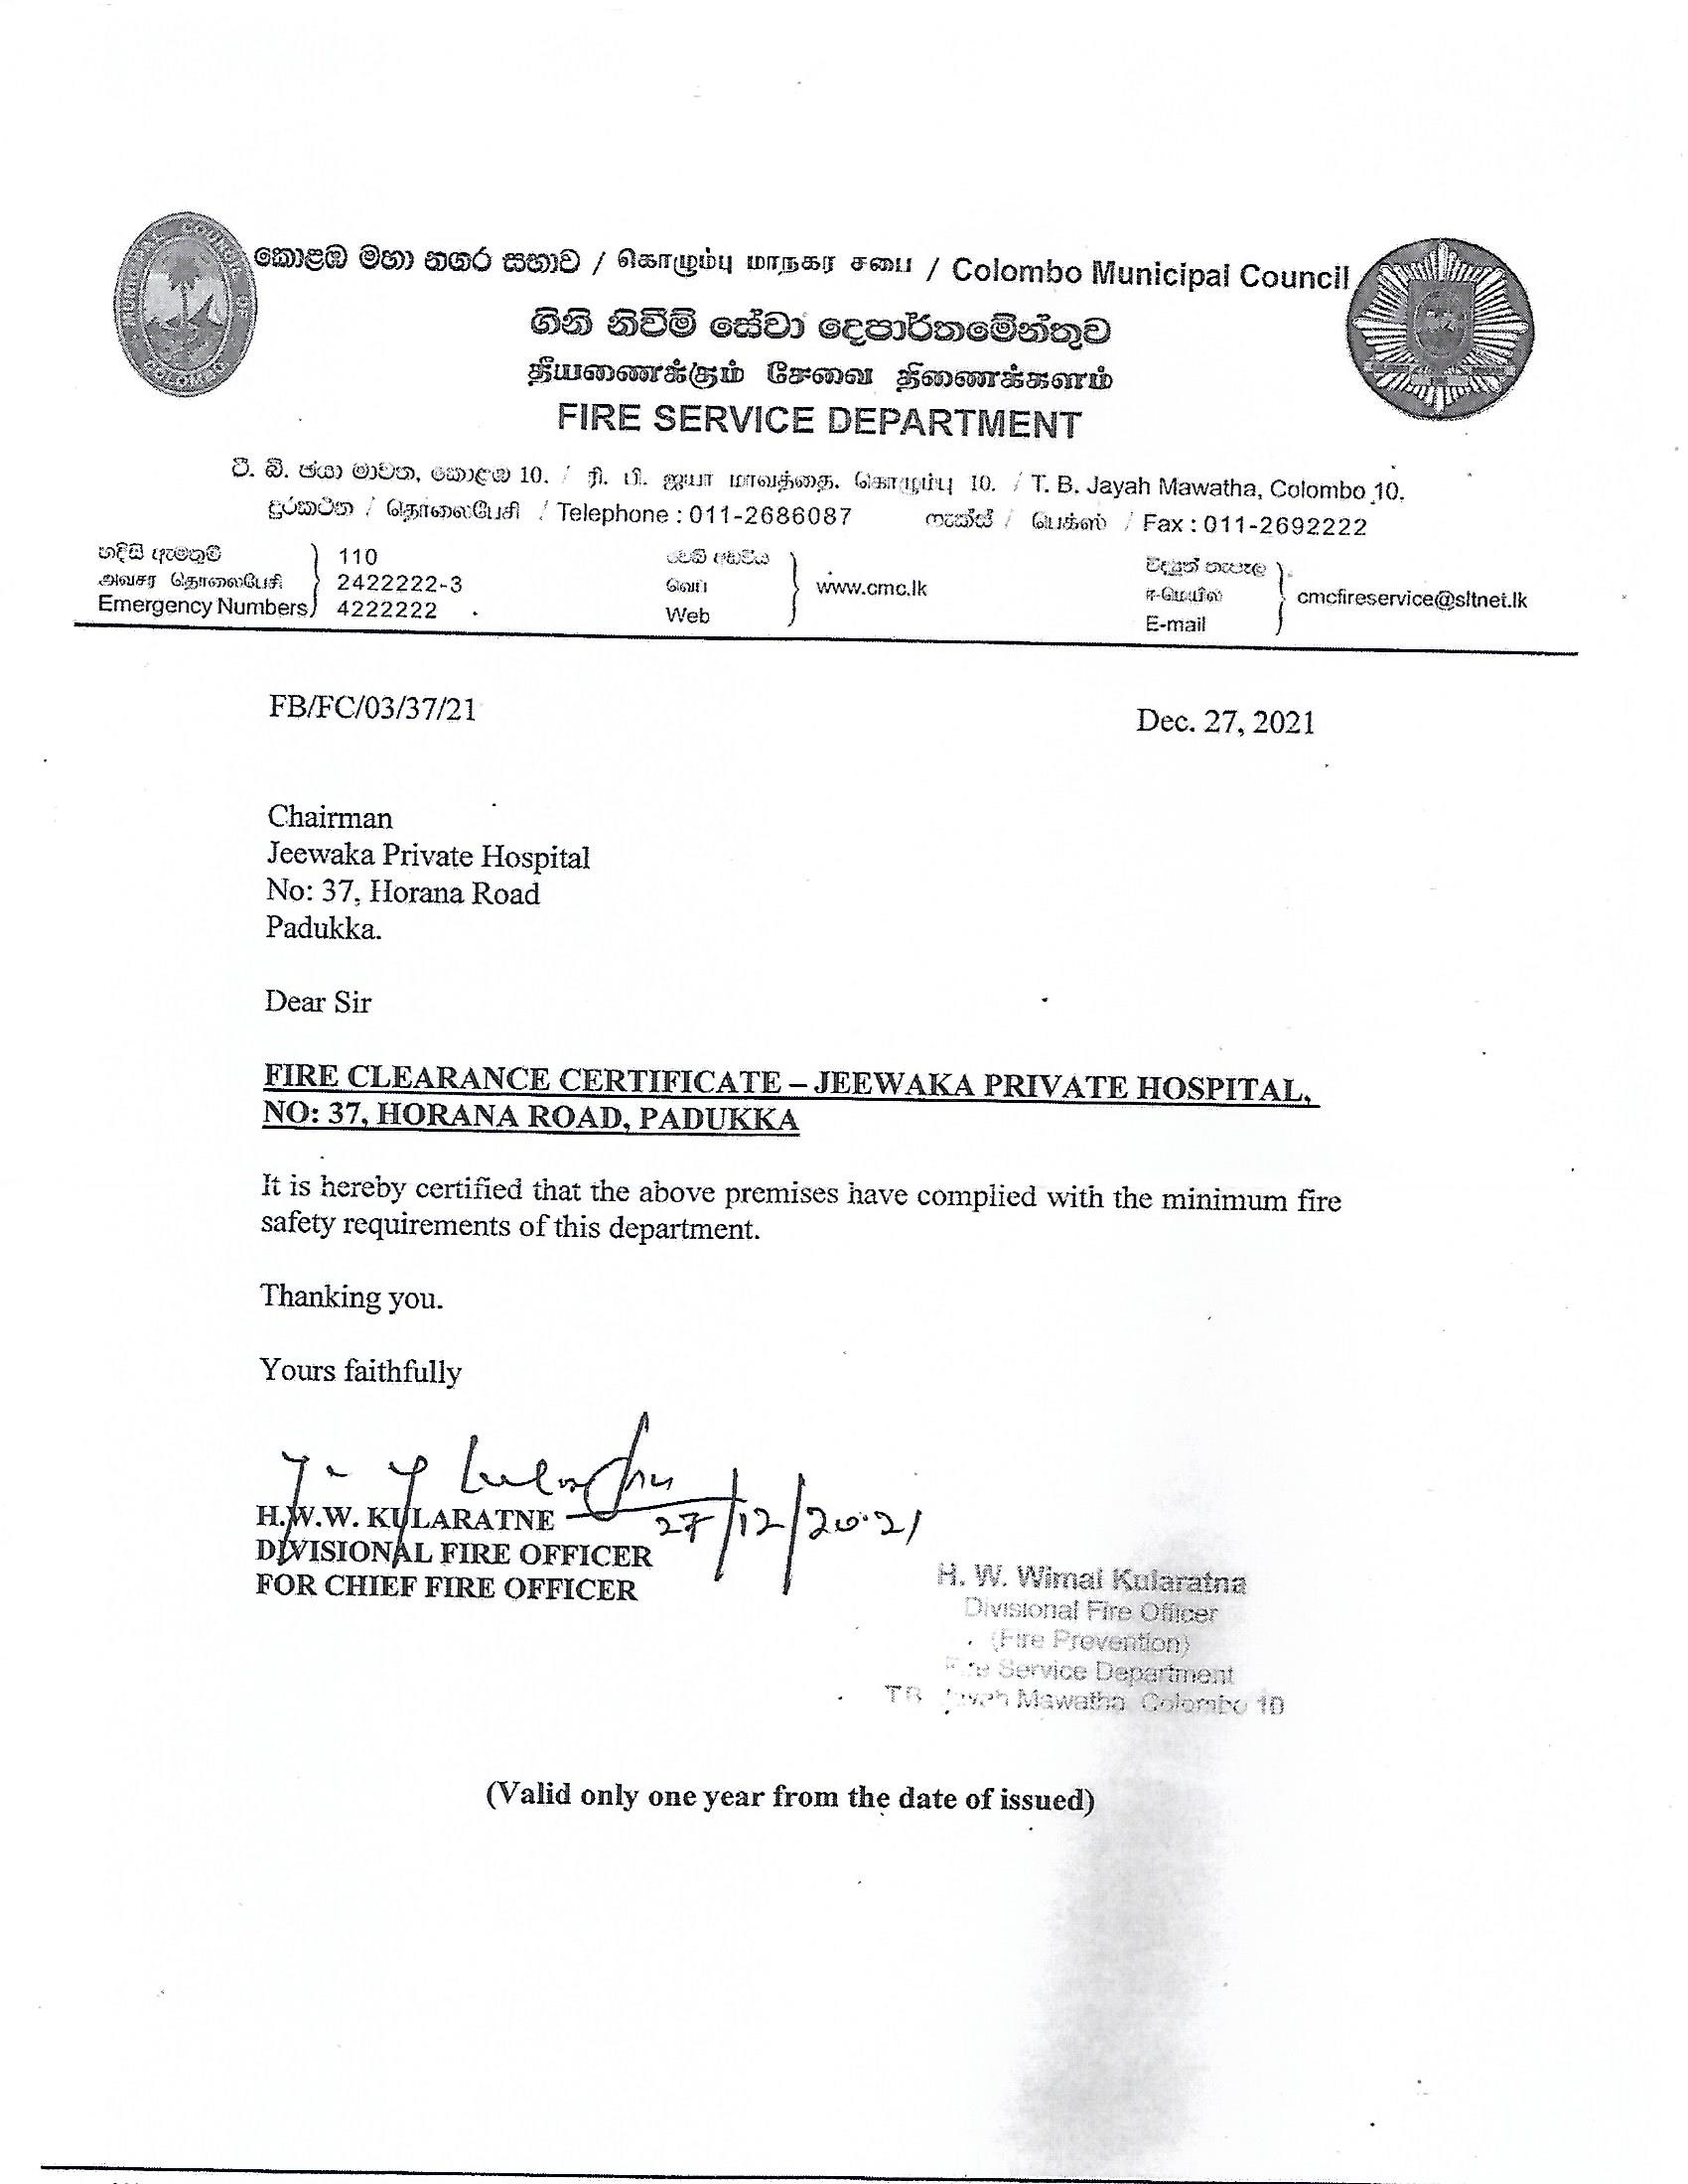 MUNICIPAL COUNCIL OF COLOMBO
කොළඹ මහා නගර සභාව / கொழும்பு மாநகர சபை / Colombo Municipal Council
ගිනි නිවීම් සේවා දෙපාර්තමේන්තුව
தீயணைக்கும் சேவை திணைக்களம்
FIRE SERVICE DEPARTMENT
ටී. බී. ජයා මාවත, කොළඹ 10. / ரி. பி. ஜயா மாவத்தை, கொழும்பு 10. / T. B. Jayah Mawatha, Colombo 10.
දුරකථන / தொலைபேசி / Telephone : 011-2686087 ෆැක්ස් / பெக்ஸ் / Fax : 011-2692222
හදිසි ඇමතුම් 110 වෙබ් අඩවිය විද්‍යුත් තැපෑල
அவசர தொலைபேசி 2422222-3 வெப் www.cmc.lk ஈ-மெயில் cmcfireservice@sltnet.lk
Emergency Numbers 4222222 Web E-mail
FB/FC/03/37/21 Dec. 27, 2021
Chairman
Jeewaka Private Hospital
No: 37, Horana Road
Padukka.
Dear Sir
FIRE CLEARANCE CERTIFICATE – JEEWAKA PRIVATE HOSPITAL,
NO: 37, HORANA ROAD, PADUKKA
It is hereby certified that the above premises have complied with the minimum fire
safety requirements of this department.
Thanking you.
Yours faithfully
H.W.W. KULARATNE 27/12/2021
DIVISIONAL FIRE OFFICER
FOR CHIEF FIRE OFFICER
H. W. Wimal Kularatna
Divisional Fire Officer
(Fire Prevention)
Fire Service Department
T.B. Jayah Mawatha, Colombo 10
(Valid only one year from the date of issued)